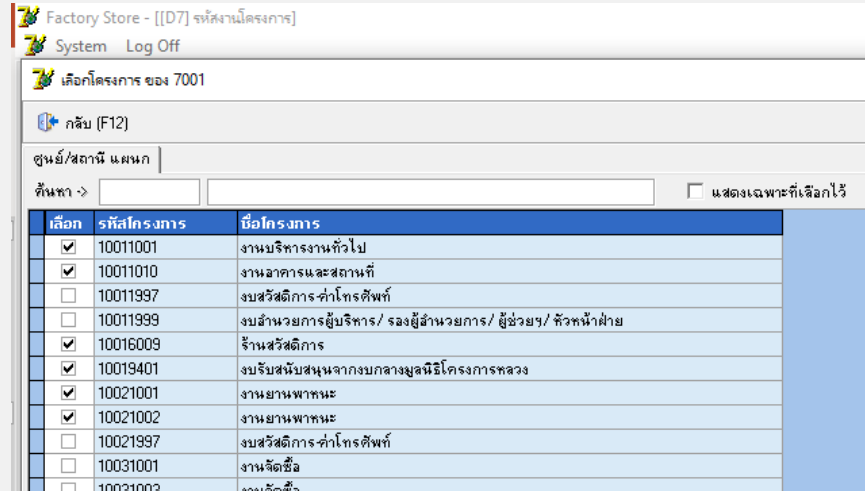 Factory Store - [[D7] รหัสงานโครงการ]
System Log Off
เลือกโครงการ ของ 7001
กลับ (F12)
ศูนย์/สถานี แผนก
ค้นหา -> แสดงเฉพาะที่เลือกไว้
เลือก รหัสโครงการ ชื่อโครงการ
10011001 งานบริหารงานทั่วไป
10011010 งานอาคารและสถานที่
10011997 งบสวัสดิการ-ค่าโทรศัพท์
10011999 งบอำนวยการผู้บริหาร/ รองผู้อำนวยการ/ ผู้ช่วยฯ/ หัวหน้าฝ่าย
10016009 ร้านสวัสดิการ
10019401 งบรับสนับสนุนจากงบกลางมูลนิธิโครงการหลวง
10021001 งานยานพาหนะ
10021002 งานยานพาหนะ
10021997 งบสวัสดิการ-ค่าโทรศัพท์
10031001 งานจัดซื้อ
10031003 งานจัดซื้อ